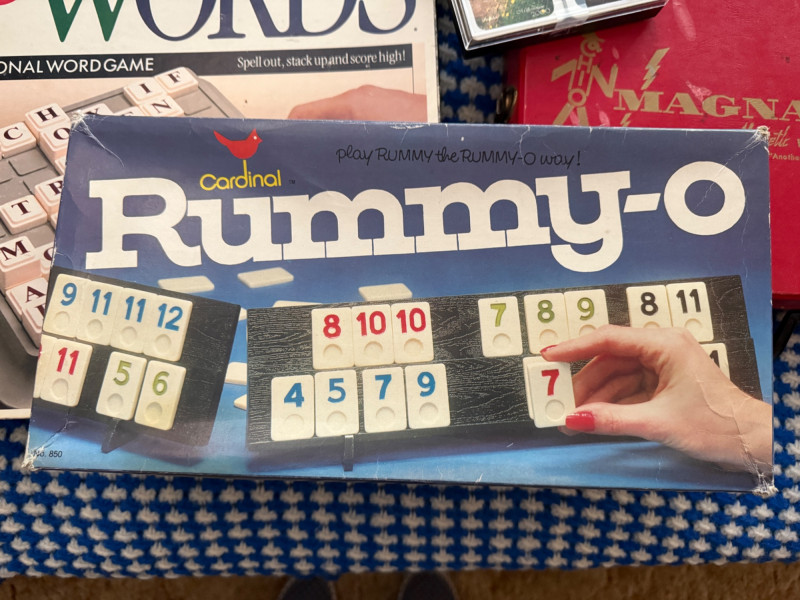 WORDS
ONAL WORD GAME
Spell out, stack up and score high!
I F
C H
E N
T
M
A
MAGNA
play RUMMY the RUMMY-O way!
Cardinal
Rummy-O
9 11 11 12
8 10 10
7 8 9
8 11
11
5 6
4 5 7 9
7
No. 850